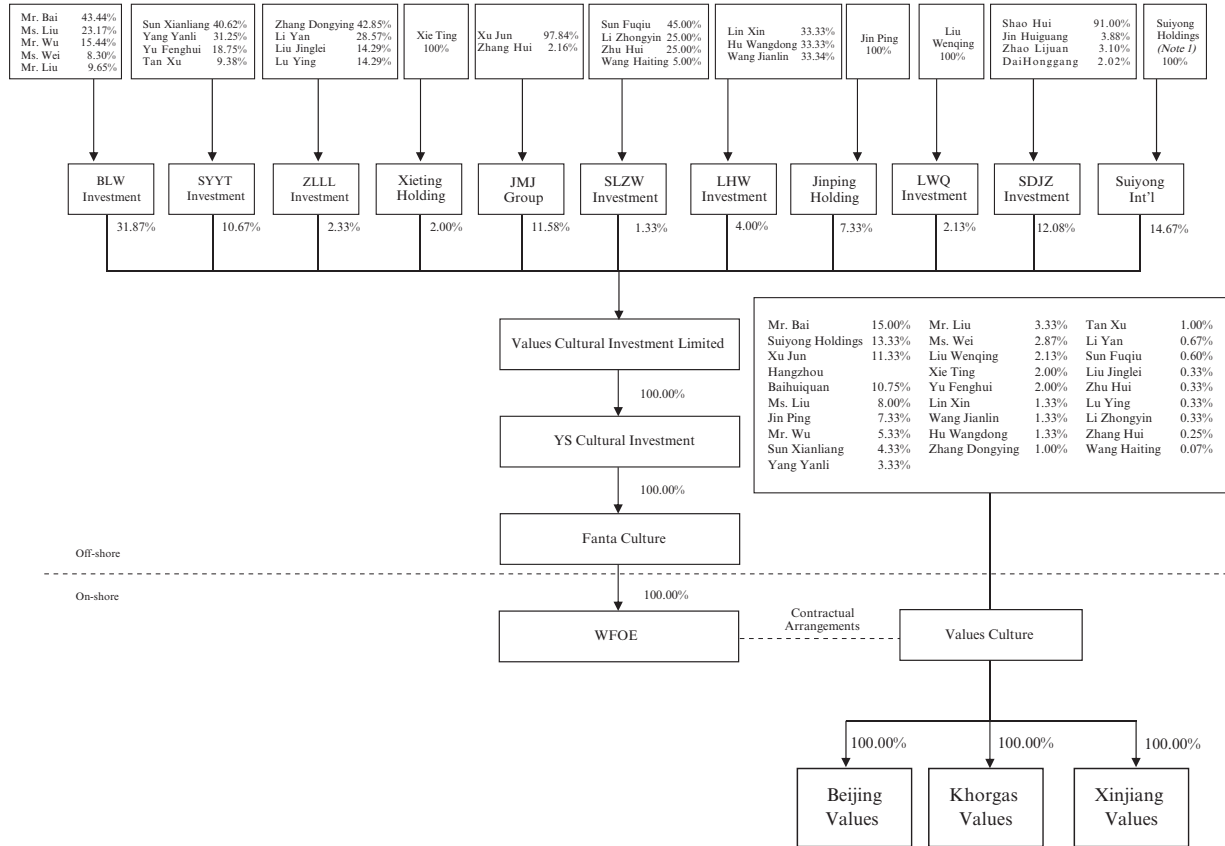 Mr. Bai 43.44%
Ms. Liu 23.17%
Mr. Wu 15.44%
Ms. Wei 8.30%
Mr. Liu 9.65%
Sun Xianliang 40.62%
Yang Yanli 31.25%
Yu Fenghui 18.75%
Tan Xu 9.38%
Zhang Dongying 42.85%
Li Yan 28.57%
Liu Jinglei 14.29%
Lu Ying 14.29%
Xie Ting
100%
Xu Jun 97.84%
Zhang Hui 2.16%
Sun Fuqiu 45.00%
Li Zhongyin 25.00%
Zhu Hui 25.00%
Wang Haiting 5.00%
Lin Xin 33.33%
Hu Wangdong 33.33%
Wang Jianlin 33.34%
Jin Ping
100%
Liu
Wenqing
100%
Shao Hui 91.00%
Jin Huiguang 3.88%
Zhao Lijuan 3.10%
DaiHonggang 2.02%
Suiyong
Holdings
(Note 1)
100%
BLW
Investment
SYYT
Investment
ZLLL
Investment
Xieting
Holding
JMJ
Group
SLZW
Investment
LHW
Investment
Jinping
Holding
LWQ
Investment
SDJZ
Investment
Suiyong
Int'l
31.87%
10.67%
2.33%
2.00%
11.58%
1.33%
4.00%
7.33%
2.13%
12.08%
14.67%
Values Cultural Investment Limited
100.00%
YS Cultural Investment
100.00%
Fanta Culture
Mr. Bai 15.00%
Suiyong Holdings 13.33%
Xu Jun 11.33%
Hangzhou
Baihuiquan 10.75%
Ms. Liu 8.00%
Jin Ping 7.33%
Mr. Wu 5.33%
Sun Xianliang 4.33%
Yang Yanli 3.33%
Mr. Liu 3.33%
Ms. Wei 2.87%
Liu Wenqing 2.13%
Xie Ting 2.00%
Yu Fenghui 2.00%
Lin Xin 1.33%
Wang Jianlin 1.33%
Hu Wangdong 1.33%
Zhang Dongying 1.00%
Tan Xu 1.00%
Li Yan 0.67%
Sun Fuqiu 0.60%
Liu Jinglei 0.33%
Zhu Hui 0.33%
Lu Ying 0.33%
Li Zhongyin 0.33%
Zhang Hui 0.25%
Wang Haiting 0.07%
Off-shore
On-shore
100.00%
WFOE
Contractual
Arrangements
Values Culture
100.00%
100.00%
100.00%
Beijing
Values
Khorgas
Values
Xinjiang
Values